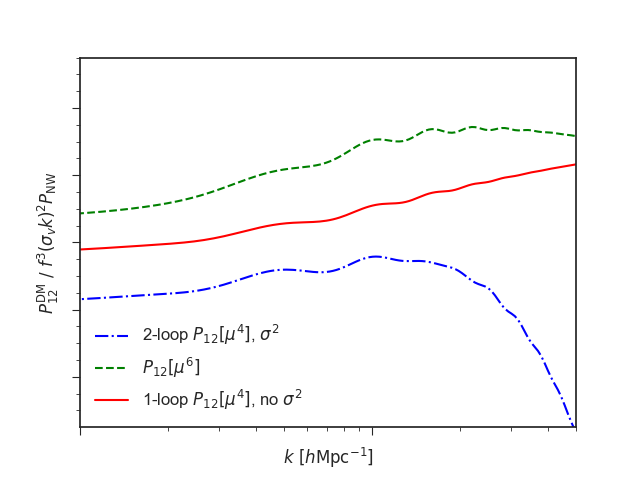 P_{12}^{DM} / f^3(σ_v k)^2 P_{NW}
2-loop P_{12}[μ^4], σ^2
P_{12}[μ^6]
1-loop P_{12}[μ^4], no σ^2
k [hMpc^{-1}]